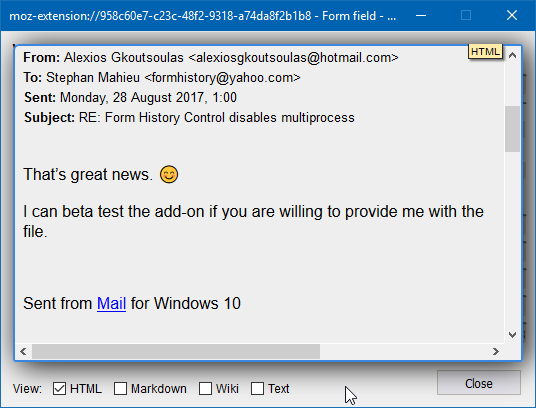 moz-extension://958c60e7-c23c-48f2-9318-a74da8f2b1b8 - Form field - ...
HTML
From: Alexios Gkoutsoulas <alexiosgkoutsoulas@hotmail.com>
To: Stephan Mahieu <formhistory@yahoo.com>
Sent: Monday, 28 August 2017, 1:00
Subject: RE: Form History Control disables multiprocess
That's great news. 😊
I can beta test the add-on if you are willing to provide me with the
file.
Sent from Mail for Windows 10
View: HTML Markdown Wiki Text
Close